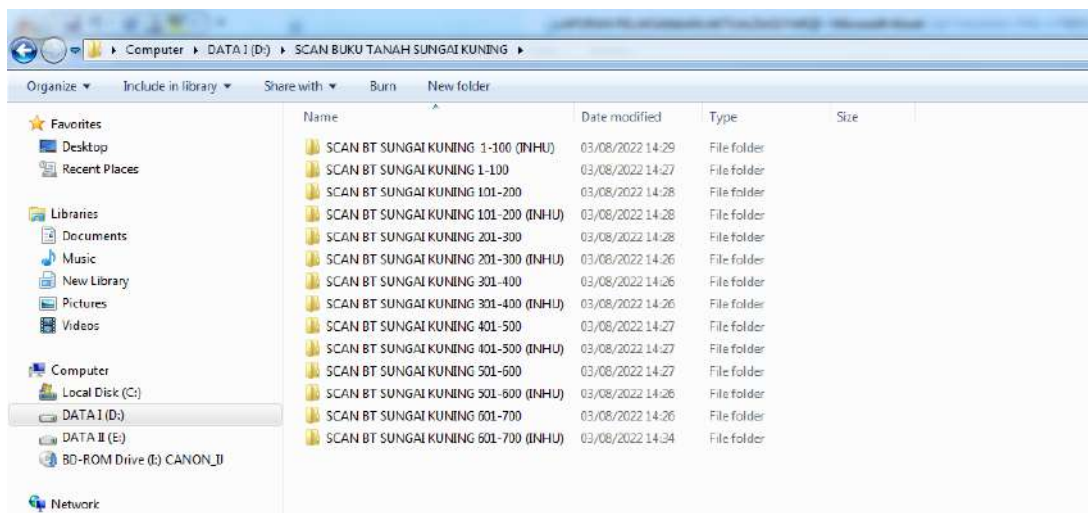 Computer ▸ DATA I (D:) ▸ SCAN BUKU TANAH SUNGAI KUNING ▸
Organize ▾ Include in library ▾ Share with ▾ Burn New folder
Name Date modified Type Size
Favorites
Desktop
Recent Places
Libraries
Documents
Music
New Library
Pictures
Videos
Computer
Local Disk (C:)
DATA I (D:)
DATA II (E:)
BD-ROM Drive (I:) CANON_IJ
Network
SCAN BT SUNGAI KUNING 1-100 (INHU) 03/08/2022 14:29 File folder
SCAN BT SUNGAI KUNING 1-100 03/08/2022 14:27 File folder
SCAN BT SUNGAI KUNING 101-200 03/08/2022 14:28 File folder
SCAN BT SUNGAI KUNING 101-200 (INHU) 03/08/2022 14:28 File folder
SCAN BT SUNGAI KUNING 201-300 03/08/2022 14:28 File folder
SCAN BT SUNGAI KUNING 201-300 (INHU) 03/08/2022 14:26 File folder
SCAN BT SUNGAI KUNING 301-400 03/08/2022 14:26 File folder
SCAN BT SUNGAI KUNING 301-400 (INHU) 03/08/2022 14:26 File folder
SCAN BT SUNGAI KUNING 401-500 03/08/2022 14:27 File folder
SCAN BT SUNGAI KUNING 401-500 (INHU) 03/08/2022 14:27 File folder
SCAN BT SUNGAI KUNING 501-600 03/08/2022 14:27 File folder
SCAN BT SUNGAI KUNING 501-600 (INHU) 03/08/2022 14:26 File folder
SCAN BT SUNGAI KUNING 601-700 03/08/2022 14:26 File folder
SCAN BT SUNGAI KUNING 601-700 (INHU) 03/08/2022 14:34 File folder